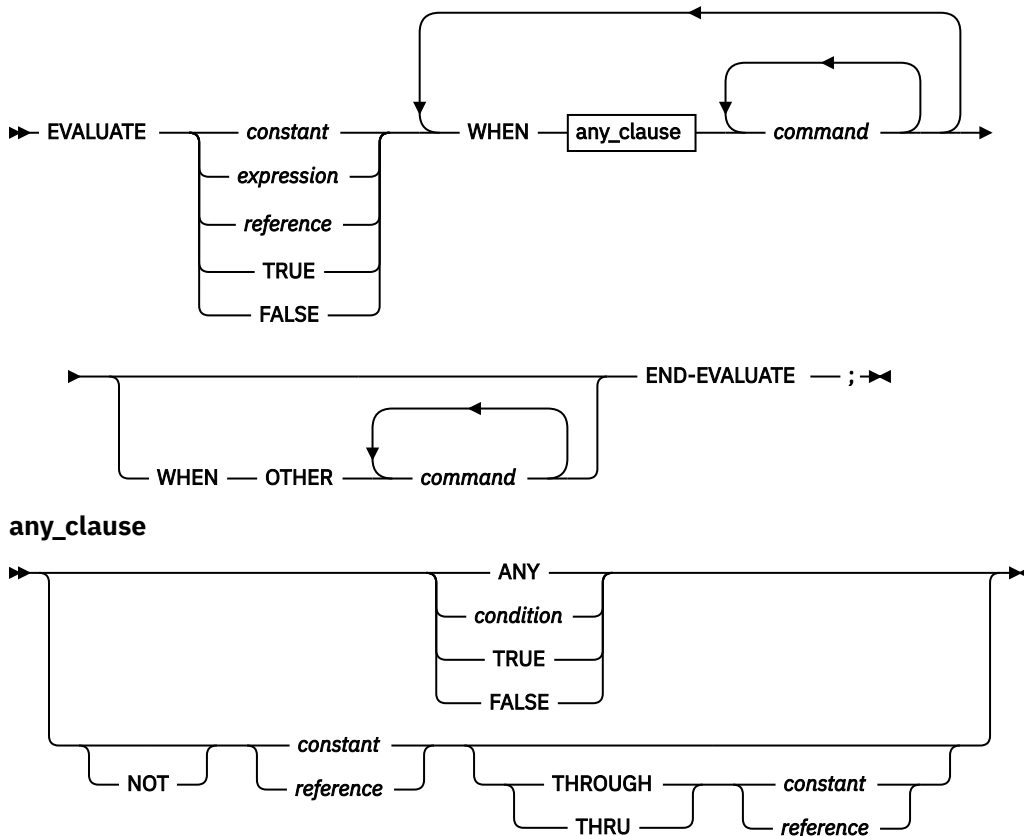 EVALUATE constant WHEN any_clause command
expression
reference
TRUE
FALSE
END-EVALUATE ;
WHEN OTHER command
any_clause
ANY
condition
TRUE
FALSE
constant
NOT reference THROUGH constant
THRU reference